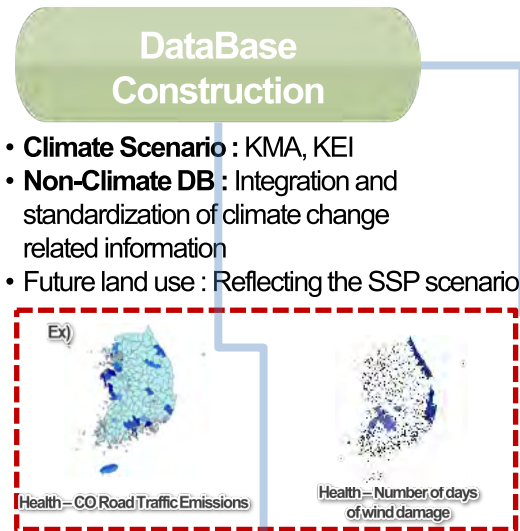 DataBase
Construction
• Climate Scenario : KMA, KEI
• Non-Climate DB : Integration and
standardization of climate change
related information
• Future land use : Reflecting the SSP scenario
Ex)
Health – CO Road Traffic Emissions
Health – Number of days
of wind damage